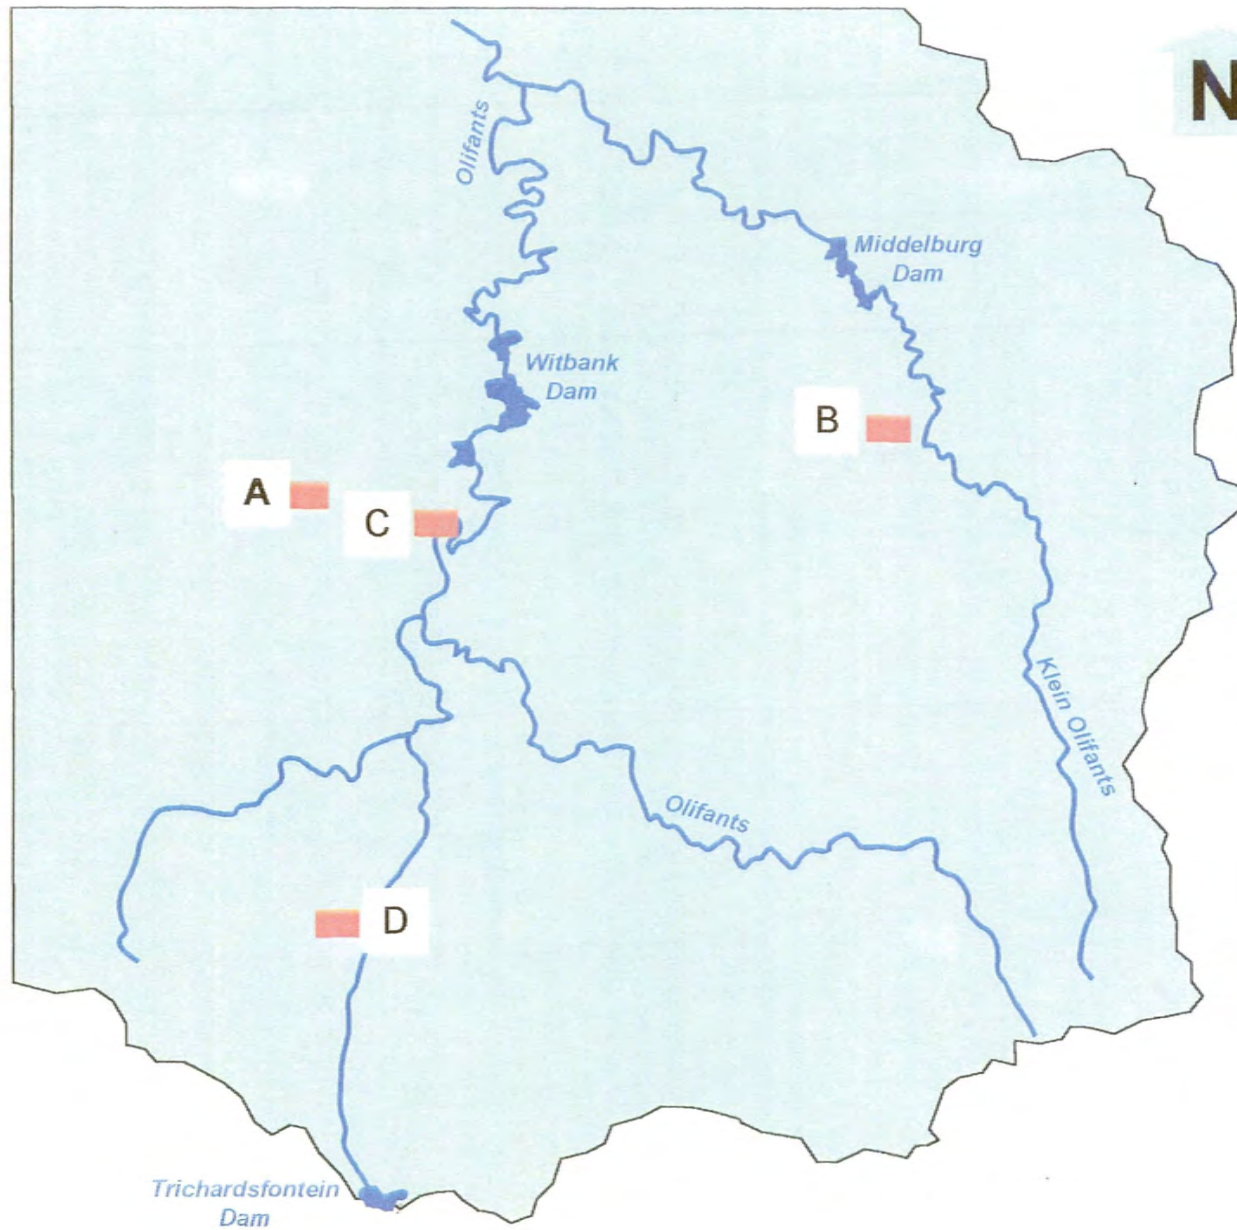 N
Olifants
Middelburg
Dam
Witbank
Dam
B
A
C
Klein Olifants
Olifants
D
Trichardsfontein
Dam